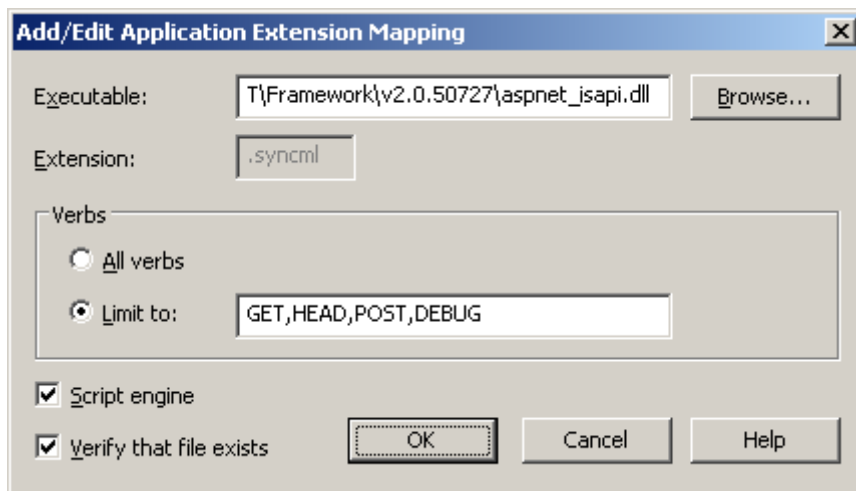 Add/Edit Application Extension Mapping
Executable: T\Framework\v2.0.50727\aspnet_isapi.dll Browse...
Extension: .syncml
Verbs
All verbs
Limit to: GET,HEAD,POST,DEBUG
Script engine
Verify that file exists OK Cancel Help